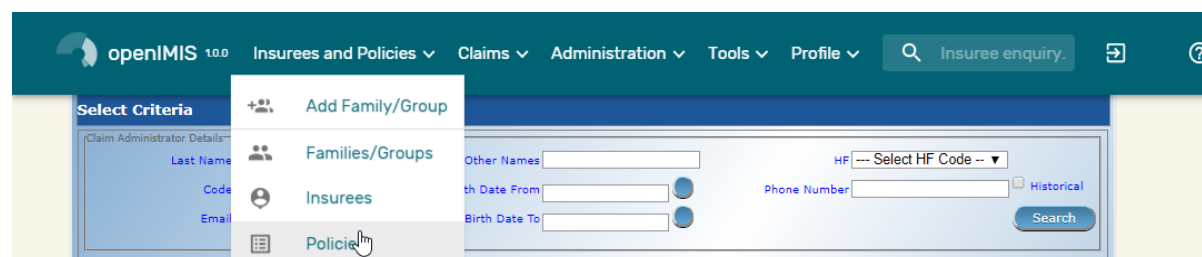 openIMIS 1.0.0 Insurees and Policies Claims Administration Tools Profile Insuree enquiry.
Select Criteria
Add Family/Group
Claim Administrator Details
Last Name
Families/Groups
Other Names
HF --- Select HF Code --
Code
Insurees
th Date From
Phone Number
Historical
Email
Policie
Birth Date To
Search